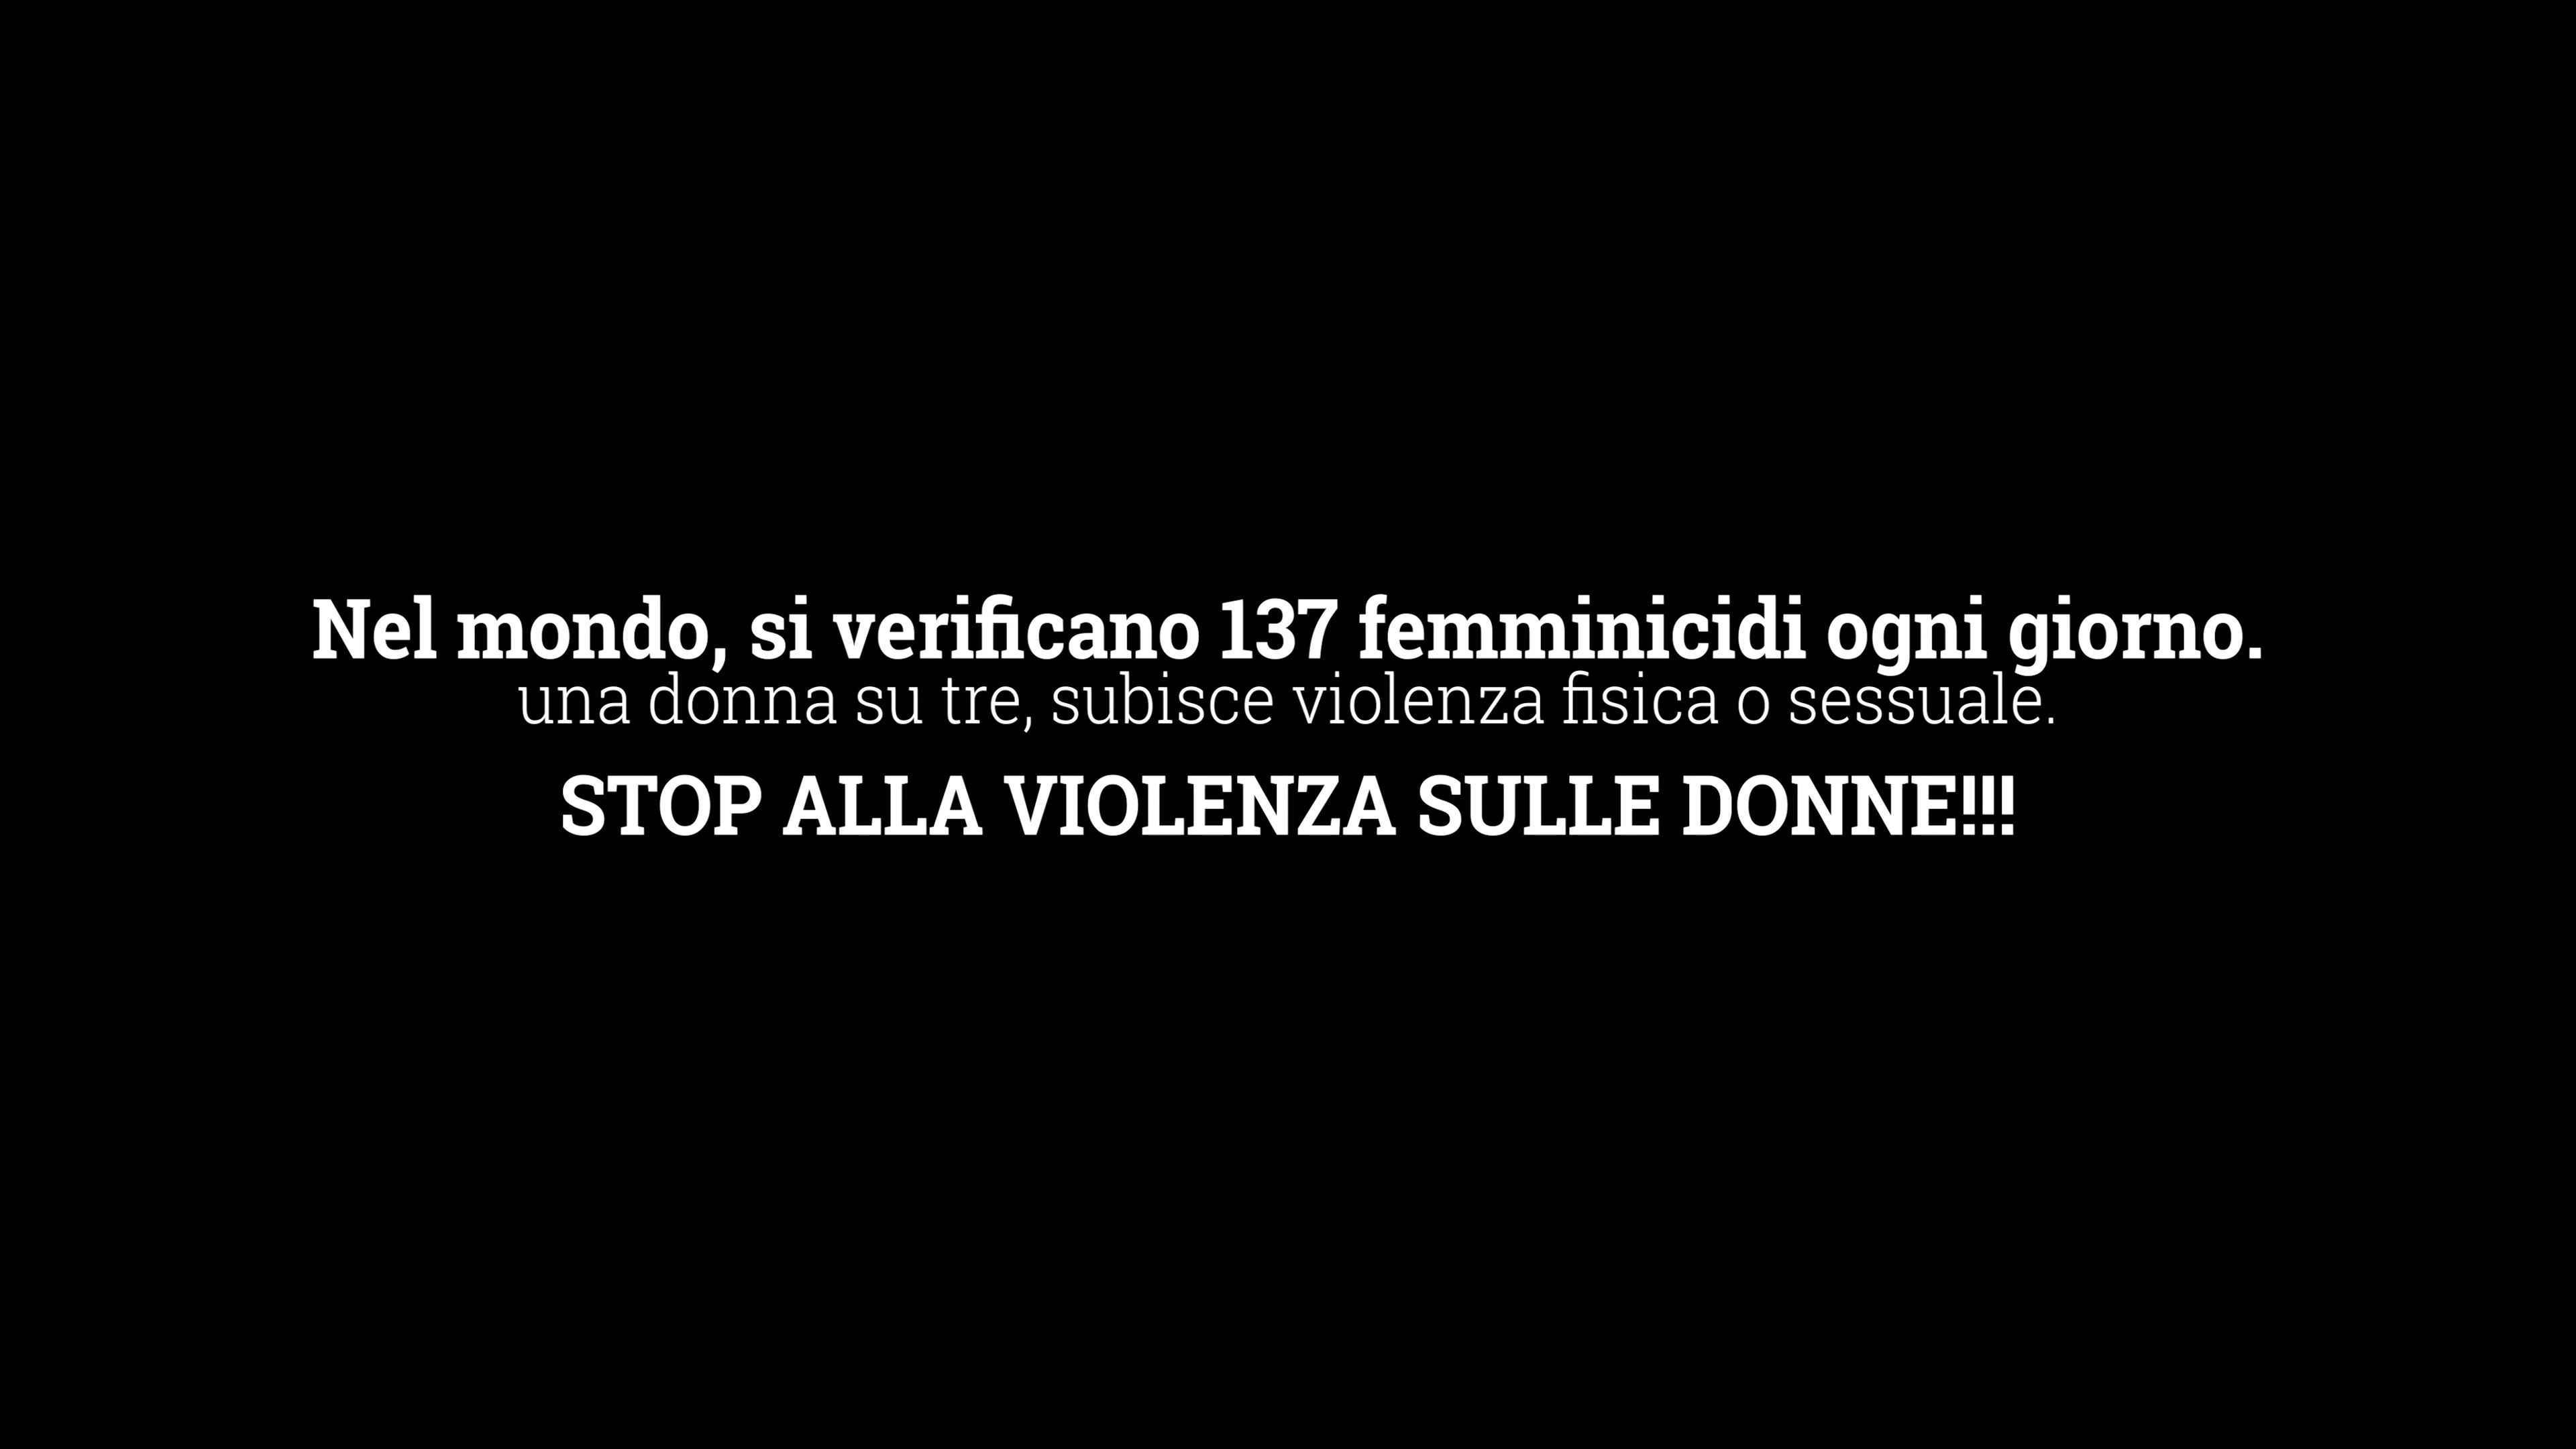 Nel mondo, si verificano 137 femminicidi ogni giorno.
una donna su tre, subisce violenza fisica o sessuale.
STOP ALLA VIOLENZA SULLE DONNE!!!